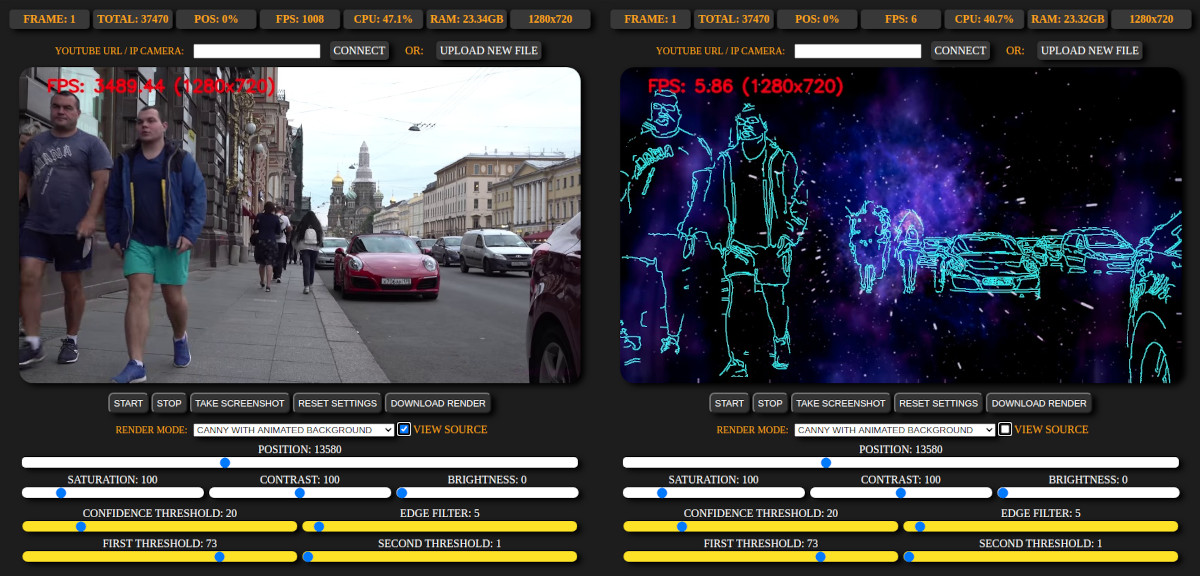 FRAME: 1 TOTAL: 37470 POS: 0% FPS: 1008 CPU: 47.1% RAM: 23.34GB 1280x720
YOUTUBE URL / IP CAMERA: CONNECT OR: UPLOAD NEW FILE
FPS: 3489.44 (1280x720)
START STOP TAKE SCREENSHOT RESET SETTINGS DOWNLOAD RENDER
RENDER MODE: CANNY WITH ANIMATED BACKGROUND VIEW SOURCE
POSITION: 13580
SATURATION: 100 CONTRAST: 100 BRIGHTNESS: 0
CONFIDENCE THRESHOLD: 20 EDGE FILTER: 5
FIRST THRESHOLD: 73 SECOND THRESHOLD: 1
FRAME: 1 TOTAL: 37470 POS: 0% FPS: 6 CPU: 40.7% RAM: 23.32GB 1280x720
YOUTUBE URL / IP CAMERA: CONNECT OR: UPLOAD NEW FILE
FPS: 5.86 (1280x720)
START STOP TAKE SCREENSHOT RESET SETTINGS DOWNLOAD RENDER
RENDER MODE: CANNY WITH ANIMATED BACKGROUND VIEW SOURCE
POSITION: 13580
SATURATION: 100 CONTRAST: 100 BRIGHTNESS: 0
CONFIDENCE THRESHOLD: 20 EDGE FILTER: 5
FIRST THRESHOLD: 73 SECOND THRESHOLD: 1